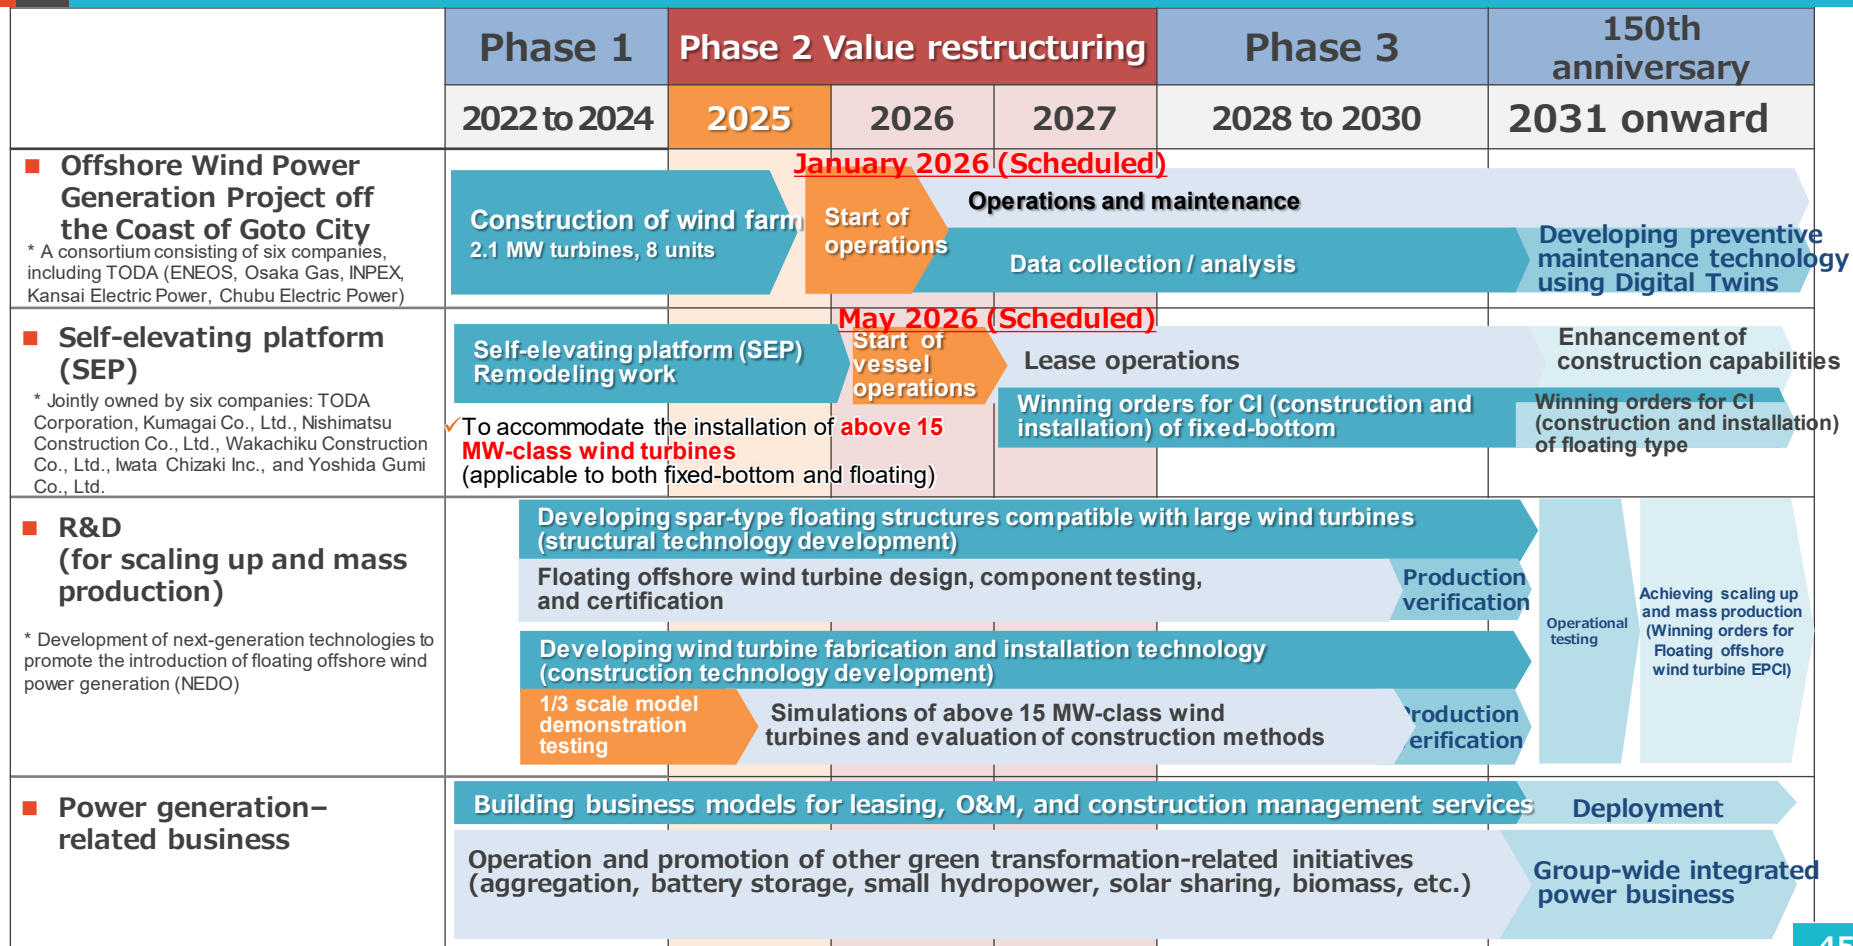 Phase 1
Phase 2 Value restructuring
Phase 3
150th
anniversary
2022 to 2024
2025
2026
2027
2028 to 2030
2031 onward
■ Offshore Wind Power
Generation Project off
the Coast of Goto City
* A consortium consisting of six companies,
including TODA (ENEOS, Osaka Gas, INPEX,
Kansai Electric Power, Chubu Electric Power)
January 2026 (Scheduled)
Construction of wind farm
2.1 MW turbines, 8 units
Start of
operations
Operations and maintenance
Data collection / analysis
Developing preventive
maintenance technology
using Digital Twins
■ Self-elevating platform
(SEP)
* Jointly owned by six companies: TODA
Corporation, Kumagai Co., Ltd., Nishimatsu
Construction Co., Ltd., Wakachiku Construction
Co., Ltd., Iwata Chizaki Inc., and Yoshida Gumi
Co., Ltd.
May 2026 (Scheduled)
Self-elevating platform (SEP)
Remodeling work
Start of
vessel
operations
Lease operations
Enhancement of
construction capabilities
Winning orders for CI (construction and
installation) of fixed-bottom
Winning orders for CI
(construction and installation)
of floating type
✓To accommodate the installation of above 15
MW-class wind turbines
(applicable to both fixed-bottom and floating)
■ R&D
(for scaling up and mass
production)
* Development of next-generation technologies to
promote the introduction of floating offshore wind
power generation (NEDO)
Developing spar-type floating structures compatible with large wind turbines
(structural technology development)
Floating offshore wind turbine design, component testing,
and certification
Production
verification
Developing wind turbine fabrication and installation technology
(construction technology development)
1/3 scale model
demonstration
testing
Simulations of above 15 MW-class wind
turbines and evaluation of construction methods
Production
verification
Operational
testing
Achieving scaling up
and mass production
(Winning orders for
Floating offshore
wind turbine EPCI)
■ Power generation–
related business
Building business models for leasing, O&M, and construction management services
Deployment
Operation and promotion of other green transformation-related initiatives
(aggregation, battery storage, small hydropower, solar sharing, biomass, etc.)
Group-wide integrated
power business
45